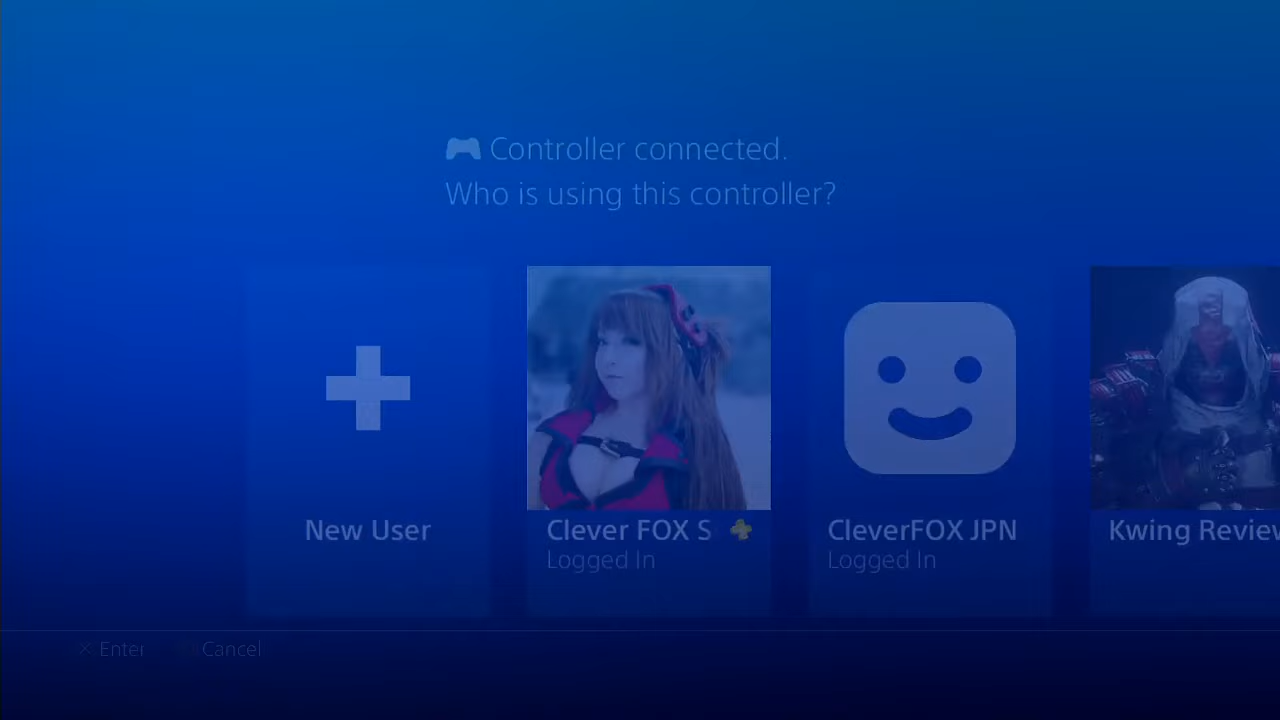 Controller connected.
Who is using this controller?
New User
Clever FOX S
Logged In
CleverFOX JPN
Logged In
Kwing Review
Enter
Cancel